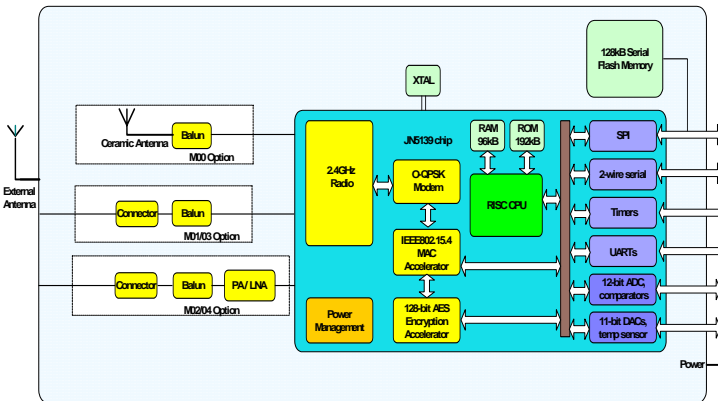 128kB Serial
Flash Memory
XTAL
JN5139 chip
RAM
96kB
ROM
192kB
Ceramic Antenna
Balun
M00 Option
External
Antenna
2.4GHz
Radio
O-QPSK
Modem
RISC CPU
SPI
2-wire serial
Timers
UARTs
12-bit ADC,
comparators
11-bit DACs,
temp sensor
Connector
Balun
M01/03 Option
IEEE802.15.4
MAC
Accelerator
Connector
Balun
PA / LNA
M02/04 Option
Power
Management
128-bit AES
Encryption
Accelerator
Power